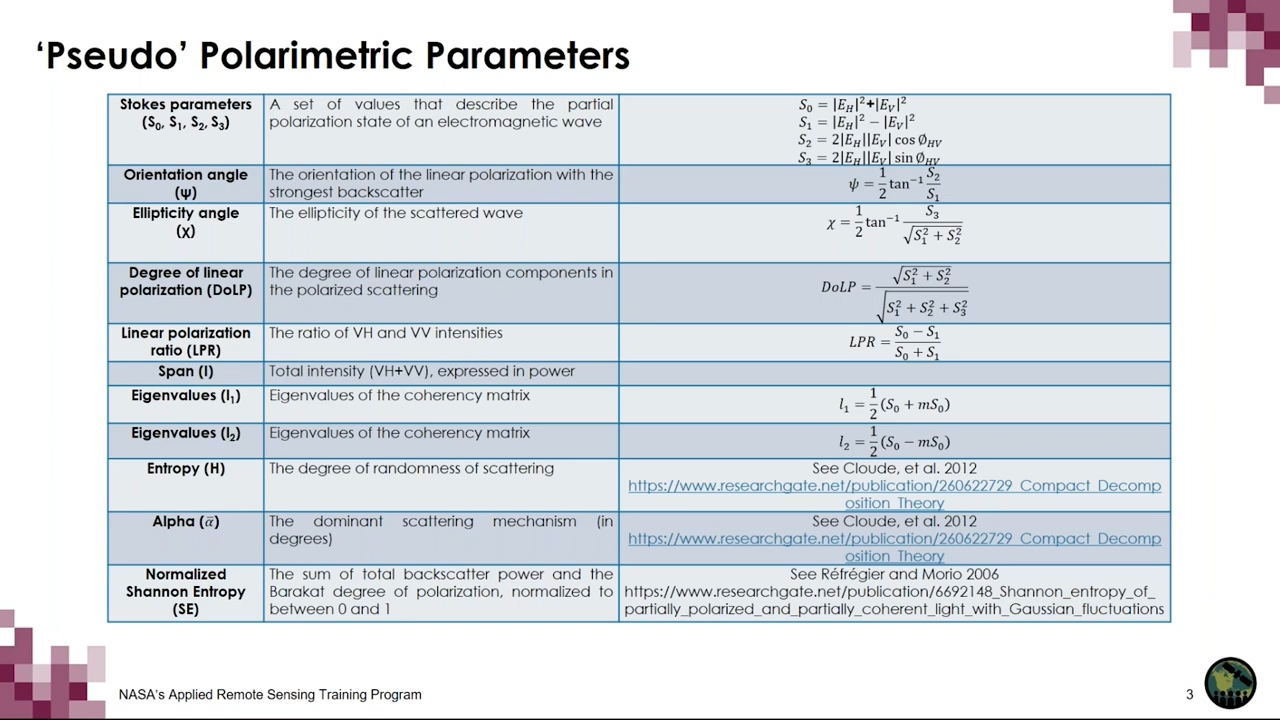 ‘Pseudo’ Polarimetric Parameters
Stokes parameters
(S₀, S₁, S₂, S₃)
A set of values that describe the partial
polarization state of an electromagnetic wave
S₀ = |E_H|²+|E_V|²
S₁ = |E_H|² − |E_V|²
S₂ = 2|E_H||E_V| cos ∅_HV
S₃ = 2|E_H||E_V| sin ∅_HV
Orientation angle
(ψ)
The orientation of the linear polarization with the
strongest backscatter
ψ = 1/2 tan⁻¹ S₂/S₁
Ellipticity angle
(χ)
The ellipticity of the scattered wave
χ = 1/2 tan⁻¹ S₃/√(S₁² + S₂²)
Degree of linear
polarization (DoLP)
The degree of linear polarization components in
the polarized scattering
DoLP = √(S₁² + S₂²)/√(S₁² + S₂² + S₃²)
Linear polarization
ratio (LPR)
The ratio of VH and VV intensities
LPR = (S₀ − S₁)/(S₀ + S₁)
Span (I)
Total intensity (VH+VV), expressed in power
Eigenvalues (l₁)
Eigenvalues of the coherency matrix
l₁ = 1/2 (S₀ + mS₀)
Eigenvalues (l₂)
Eigenvalues of the coherency matrix
l₂ = 1/2 (S₀ − mS₀)
Entropy (H)
The degree of randomness of scattering
See Cloude, et al. 2012
https://www.researchgate.net/publication/260622729_Compact_Decomp
osition_Theory
Alpha (ᾱ)
The dominant scattering mechanism (in
degrees)
See Cloude, et al. 2012
https://www.researchgate.net/publication/260622729_Compact_Decomp
osition_Theory
Normalized
Shannon Entropy
(SE)
The sum of total backscatter power and the
Barakat degree of polarization, normalized to
between 0 and 1
See Réfrégier and Morio 2006
https://www.researchgate.net/publication/6692148_Shannon_entropy_of_
partially_polarized_and_partially_coherent_light_with_Gaussian_fluctuations
NASA's Applied Remote Sensing Training Program
3